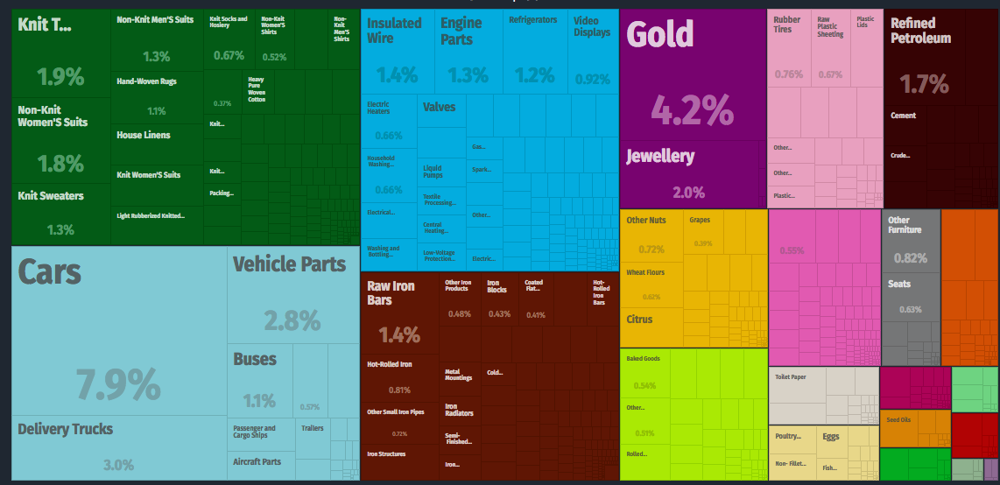 Knit T...
1.9%
Non-Knit
Women'S Suits
1.8%
Knit Sweaters
1.3%
Non-Knit Men'S Suits
1.3%
Hand-Woven Rugs
1.1%
House Linens
Knit Women'S Suits
Light Rubberized Knitted...
Knit Socks and
Hosiery
0.67%
Non-Knit
Women'S
Shirts
0.52%
Non-
Knit
Men'S
Shirts
0.37%
Heavy
Pure
Woven
Cotton
Knit...
Knit...
Packing...
Cars
7.9%
Delivery Trucks
3.0%
Vehicle Parts
2.8%
Buses
1.1%
0.57%
Passenger and
Cargo Ships
Trailers
Aircraft Parts
Insulated
Wire
1.4%
Engine
Parts
1.3%
Refrigerators
1.2%
Video
Displays
0.92%
Electric
Heaters
0.66%
Household
Washing...
0.66%
Electrical...
Washing and
Bottling...
Valves
Liquid
Pumps
Textile
Processing...
Central
Heating...
Low-Voltage
Protection...
Gas...
Spark...
Other...
Electric...
Raw Iron
Bars
1.4%
Hot-Rolled Iron
0.81%
Other Small Iron Pipes
0.72%
Iron Structures
Other Iron
Products
0.48%
Iron
Blocks
0.43%
Coated
Flat...
0.41%
Hot-
Rolled
Iron
Bars
Metal
Mountings
Cold...
Iron
Radiators
Semi-
Finished...
Iron...
Gold
4.2%
Jewellery
2.0%
Rubber
Tires
0.76%
Raw
Plastic
Sheeting
0.67%
Plastic
Lids
Other...
Other...
Plastic...
Refined
Petroleum
1.7%
Cement
Crude...
Other Nuts
0.72%
Grapes
0.39%
Wheat Flours
0.62%
Citrus
0.55%
Other
Furniture
0.82%
Seats
0.63%
Baked Goods
0.54%
Other...
0.51%
Rolled...
Toilet Paper
Poultry...
Eggs
Non- Fillet...
Fish...
Seed Oils